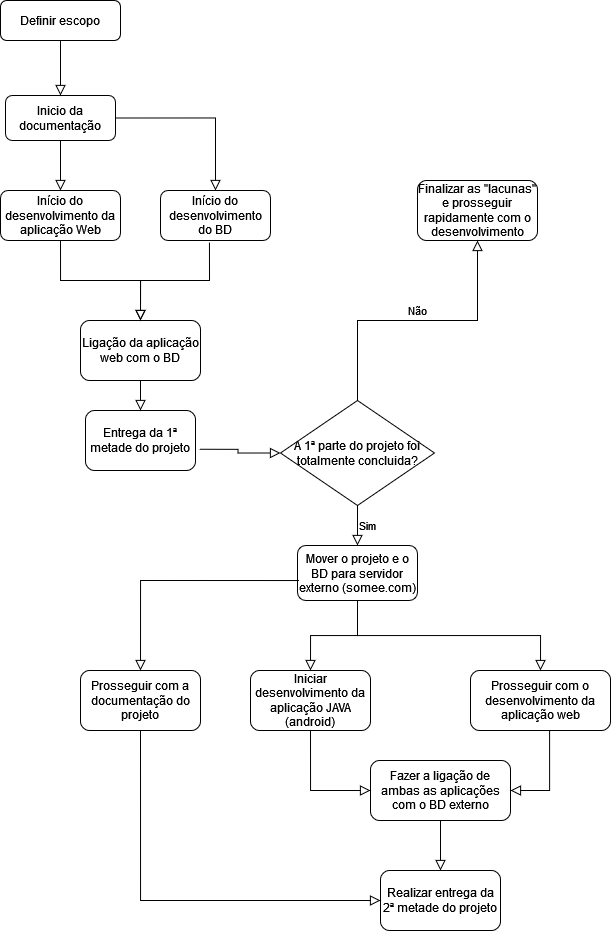 Definir escopo
Inicio da
documentação
Início do
desenvolvimento da
aplicação Web
Início do
desenvolvimento
do BD
Finalizar as "lacunas"
e prosseguir
rapidamente com o
desenvolvimento
Não
Ligação da aplicação
web com o BD
Entrega da 1ª
metade do projeto
A 1ª parte do projeto foi
totalmente concluida?
Sim
Mover o projeto e o
BD para servidor
externo (somee.com)
Prosseguir com a
documentação do
projeto
Iniciar
desenvolvimento da
aplicação JAVA
(android)
Prosseguir com o
desenvolvimento da
aplicação web
Fazer a ligação de
ambas as aplicações
com o BD externo
Realizar entrega da
2ª metade do projeto